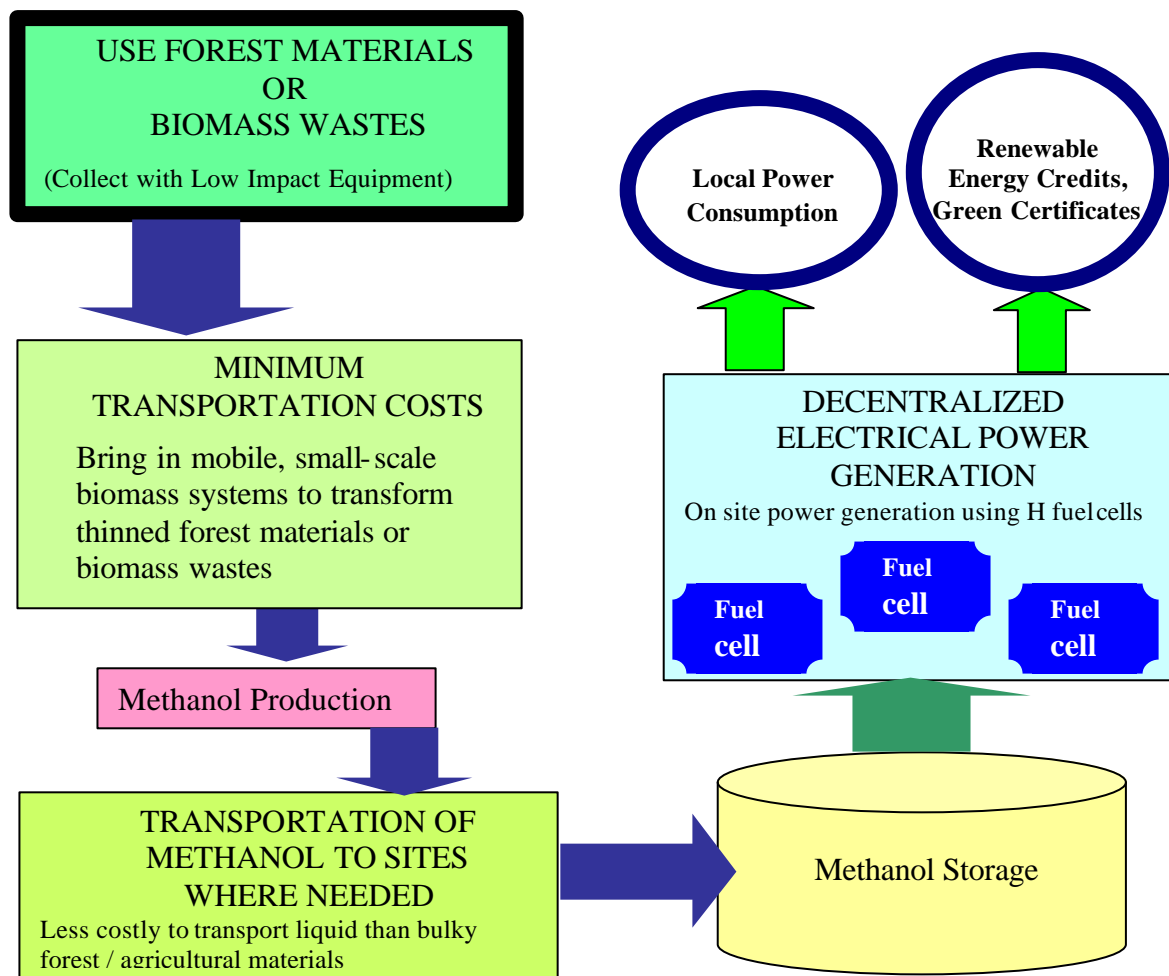 USE FOREST MATERIALS
OR
BIOMASS WASTES
(Collect with Low Impact Equipment)
MINIMUM
TRANSPORTATION COSTS
Bring in mobile, small-scale
biomass systems to transform
thinned forest materials or
biomass wastes
Methanol Production
TRANSPORTATION OF
METHANOL TO SITES
WHERE NEEDED
Less costly to transport liquid than bulky
forest / agricultural materials
Methanol Storage
DECENTRALIZED
ELECTRICAL POWER
GENERATION
On site power generation using H fuel cells
Fuel
cell
Fuel
cell
Fuel
cell
Local Power
Consumption
Renewable
Energy Credits,
Green Certificates